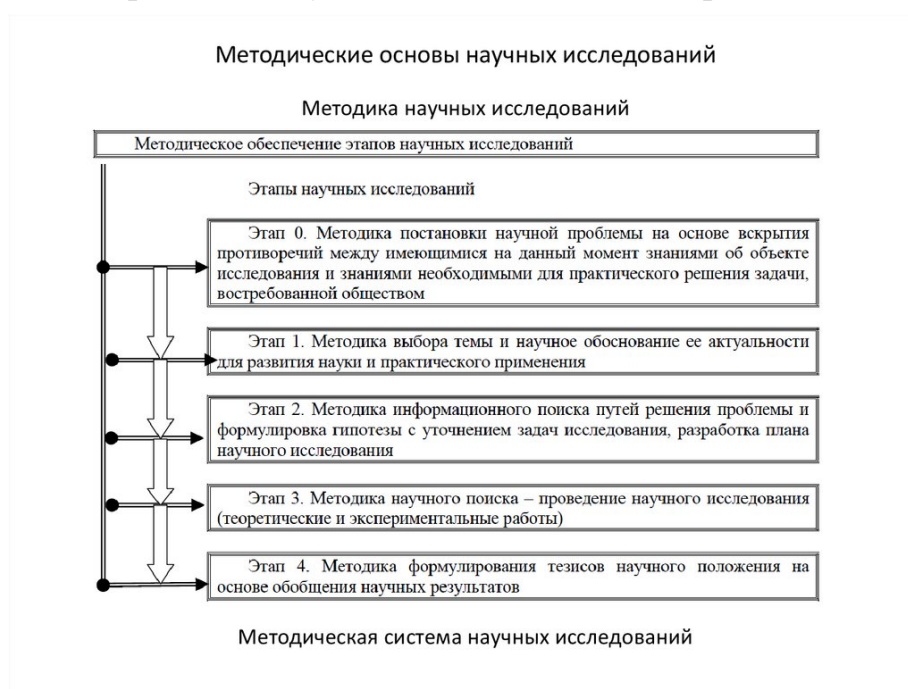 Методические основы научных исследований
Методика научных исследований
Методическое обеспечение этапов научных исследований
Этапы научных исследований
Этап 0. Методика постановки научной проблемы на основе вскрытия
противоречий между имеющимися на данный момент знаниями об объекте
исследования и знаниями необходимыми для практического решения задачи,
востребованной обществом
Этап 1. Методика выбора темы и научное обоснование ее актуальности
для развития науки и практического применения
Этап 2. Методика информационного поиска путей решения проблемы и
формулировка гипотезы с уточнением задач исследования, разработка плана
научного исследования
Этап 3. Методика научного поиска – проведение научного исследования
(теоретические и экспериментальные работы)
Этап 4. Методика формулирования тезисов научного положения на
основе обобщения научных результатов
Методическая система научных исследований